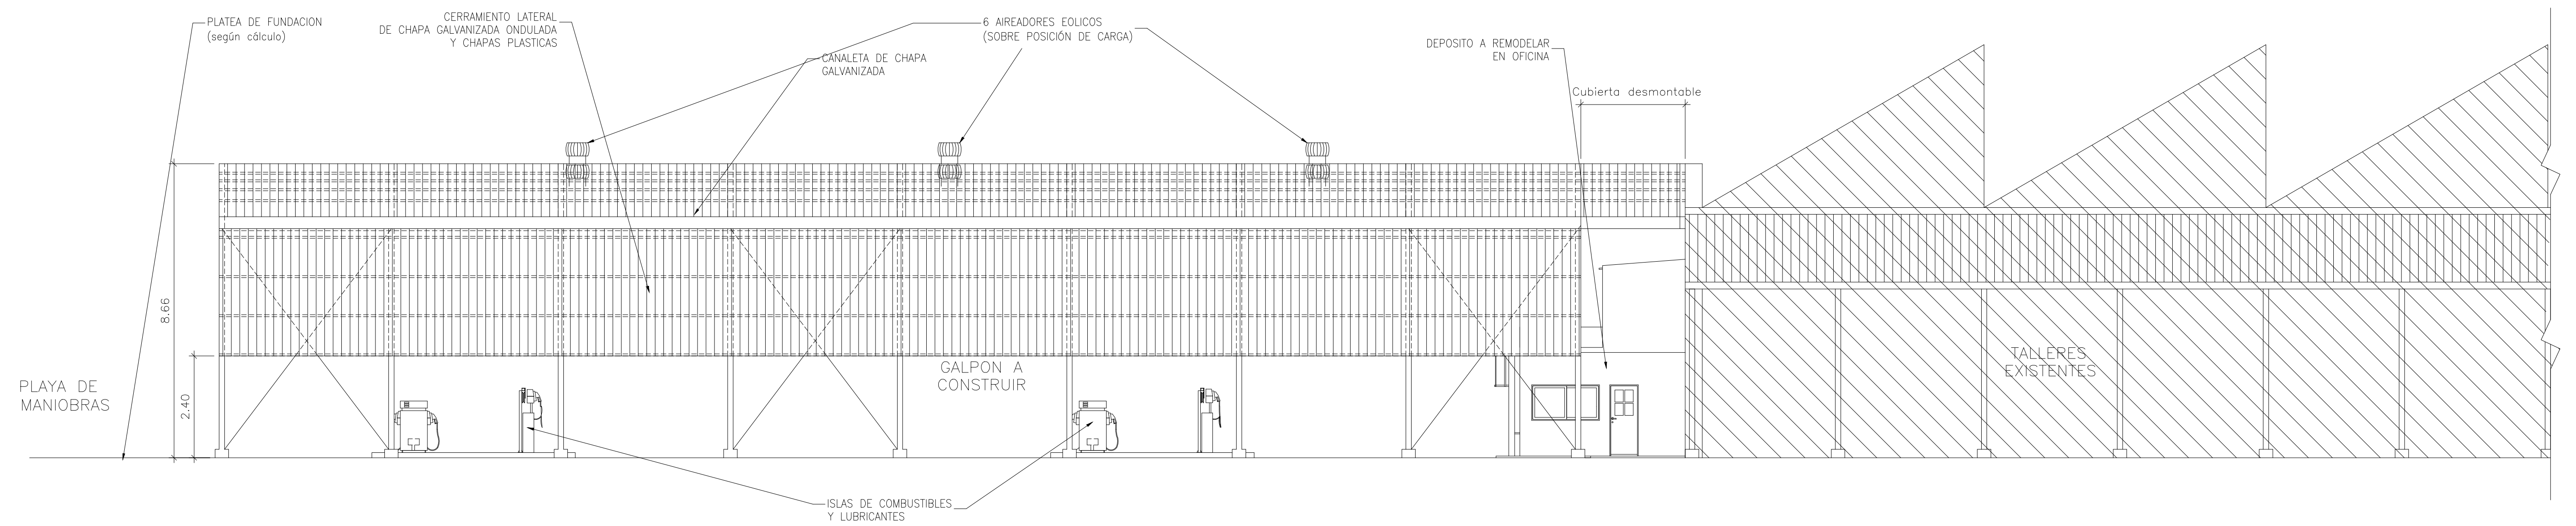 PLATEA DE FUNDACION
(según cálculo)
CERRAMIENTO LATERAL
DE CHAPA GALVANIZADA ONDULADA
Y CHAPAS PLASTICAS
CANALETA DE CHAPA
GALVANIZADA
6 AIREADORES EOLICOS
(SOBRE POSICIÓN DE CARGA)
DEPOSITO A REMODELAR
EN OFICINA
Cubierta desmontable
8.66
2.40
PLAYA DE
MANIOBRAS
GALPON A
CONSTRUIR
TALLERES
EXISTENTES
ISLAS DE COMBUSTIBLES
Y LUBRICANTES